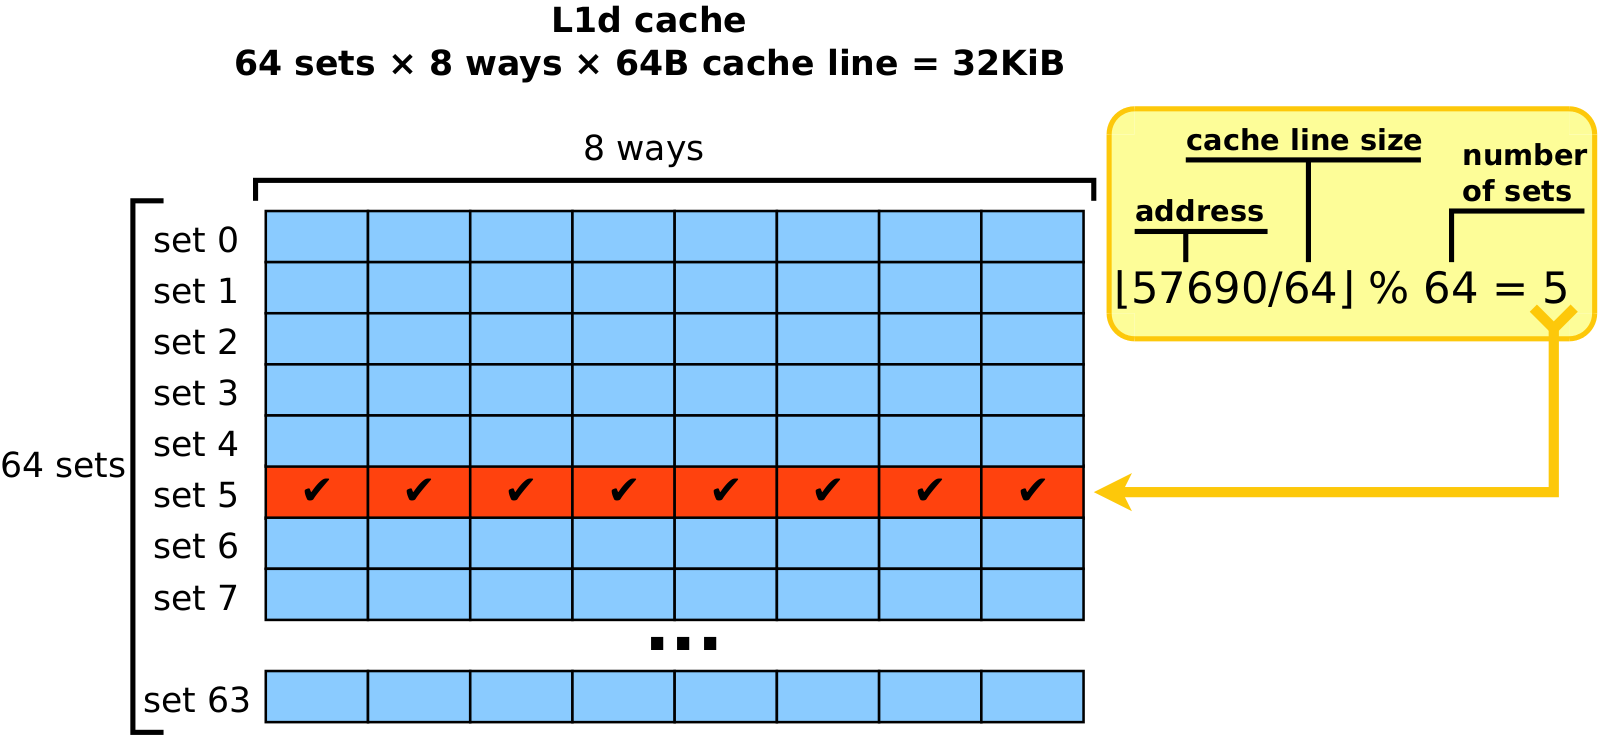 L1d cache
64 sets × 8 ways × 64B cache line = 32KiB
8 ways
cache line size
number
of sets
address
⌊57690/64⌋ % 64 = 5
64 sets
set 0
set 1
set 2
set 3
set 4
set 5 ✔ ✔ ✔ ✔ ✔ ✔ ✔ ✔
set 6
set 7
...
set 63